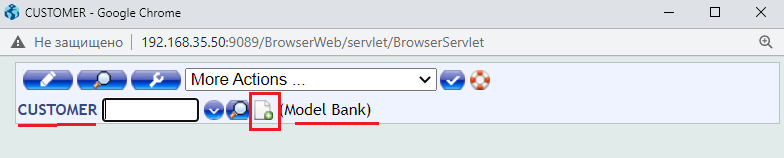 CUSTOMER - Google Chrome
Не защищено 192.168.35.50:9089/BrowserWeb/servlet/BrowserServlet
More Actions ...
CUSTOMER (Model Bank)